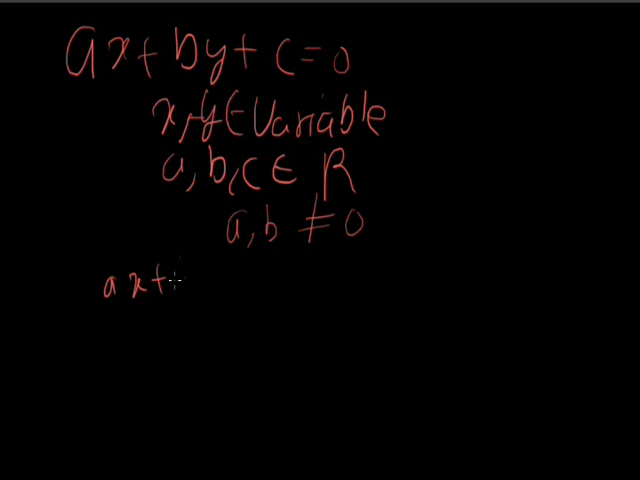 ax+by+c=0
x,y∈Variable
a,b,c∈R
a,b≠0
ax+